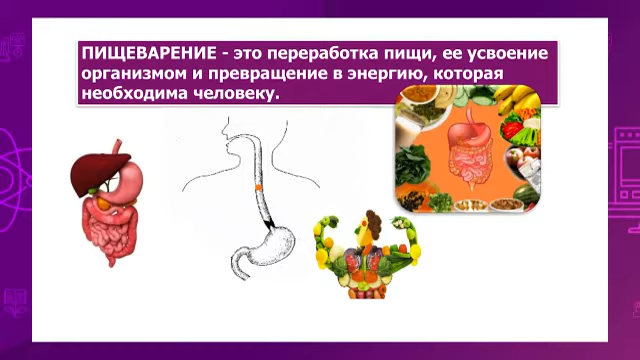 ПИЩЕВАРЕНИЕ - это переработка пищи, ее усвоение
организмом и превращение в энергию, которая
необходима человеку.